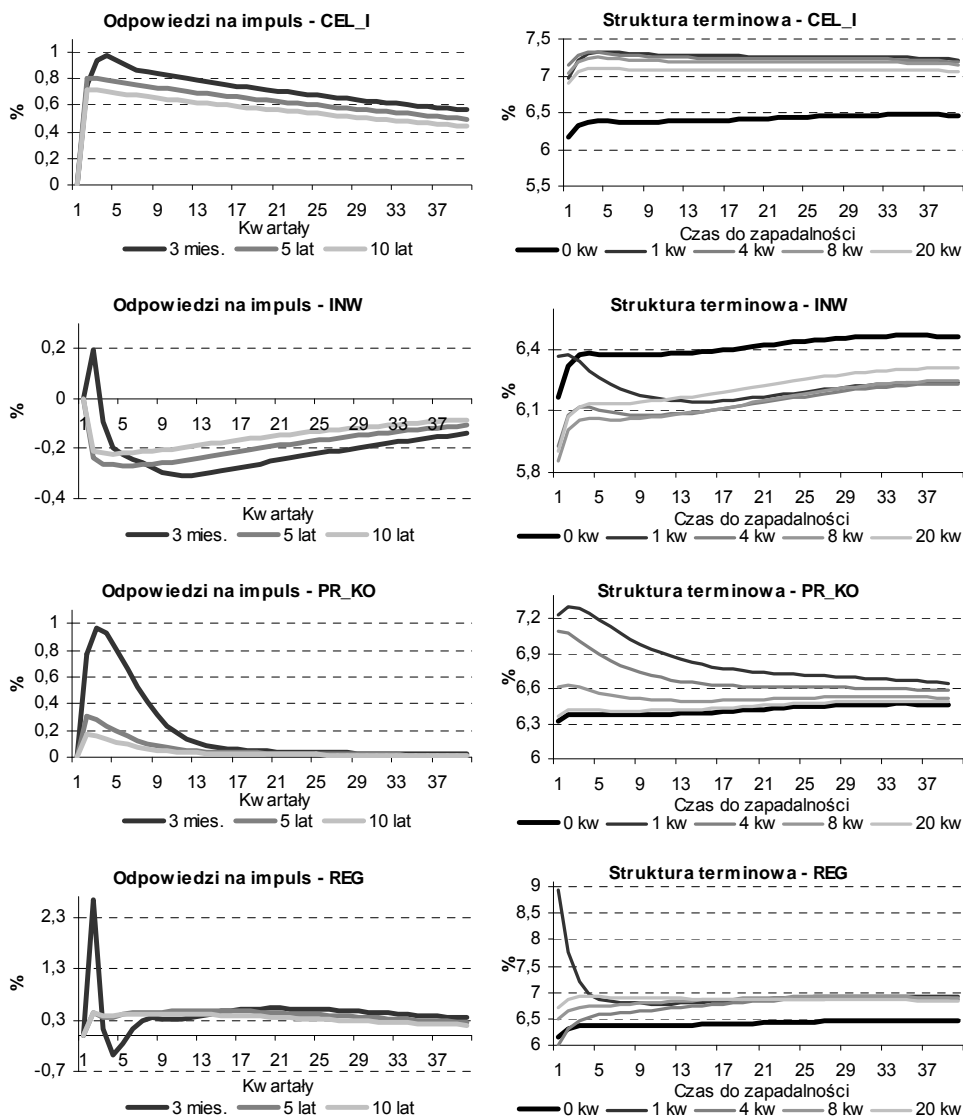 Odpowiedzi na impuls - CEL_I
%
1
0,8
0,6
0,4
0,2
0
1 5 9 13 17 21 25 29 33 37
Kwartały
3 mies. 5 lat 10 lat
Struktura terminowa - CEL_I
%
7,5
7
6,5
6
5,5
1 5 9 13 17 21 25 29 33 37
Czas do zapadalności
0 kw 1 kw 4 kw 8 kw 20 kw
Odpowiedzi na impuls - INW
%
0,2
0
-0,2
-0,4
1 5 9 13 17 21 25 29 33 37
Kwartały
3 mies. 5 lat 10 lat
Struktura terminowa - INW
%
6,4
6,1
5,8
1 5 9 13 17 21 25 29 33 37
Czas do zapadalności
0 kw 1 kw 4 kw 8 kw 20 kw
Odpowiedzi na impuls - PR_KO
%
1
0,8
0,6
0,4
0,2
0
1 5 9 13 17 21 25 29 33 37
Kwartały
3 mies. 5 lat 10 lat
Struktura terminowa - PR_KO
%
7,2
6,9
6,6
6,3
6
1 5 9 13 17 21 25 29 33 37
Czas do zapadalności
0 kw 1 kw 4 kw 8 kw 20 kw
Odpowiedzi na impuls - REG
%
2,3
1,3
0,3
-0,7
1 5 9 13 17 21 25 29 33 37
Kwartały
3 mies. 5 lat 10 lat
Struktura terminowa - REG
%
9
8,5
8
7,5
7
6,5
6
1 5 9 13 17 21 25 29 33 37
Czas do zapadalności
0 kw 1 kw 4 kw 8 kw 20 kw